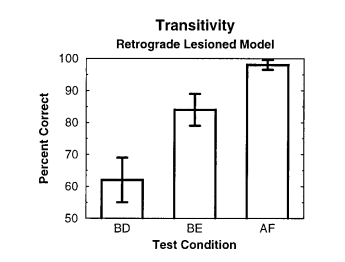 Transitivity
Retrograde Lesioned Model
Percent Correct
100
90
80
70
60
50
BD BE AF
Test Condition